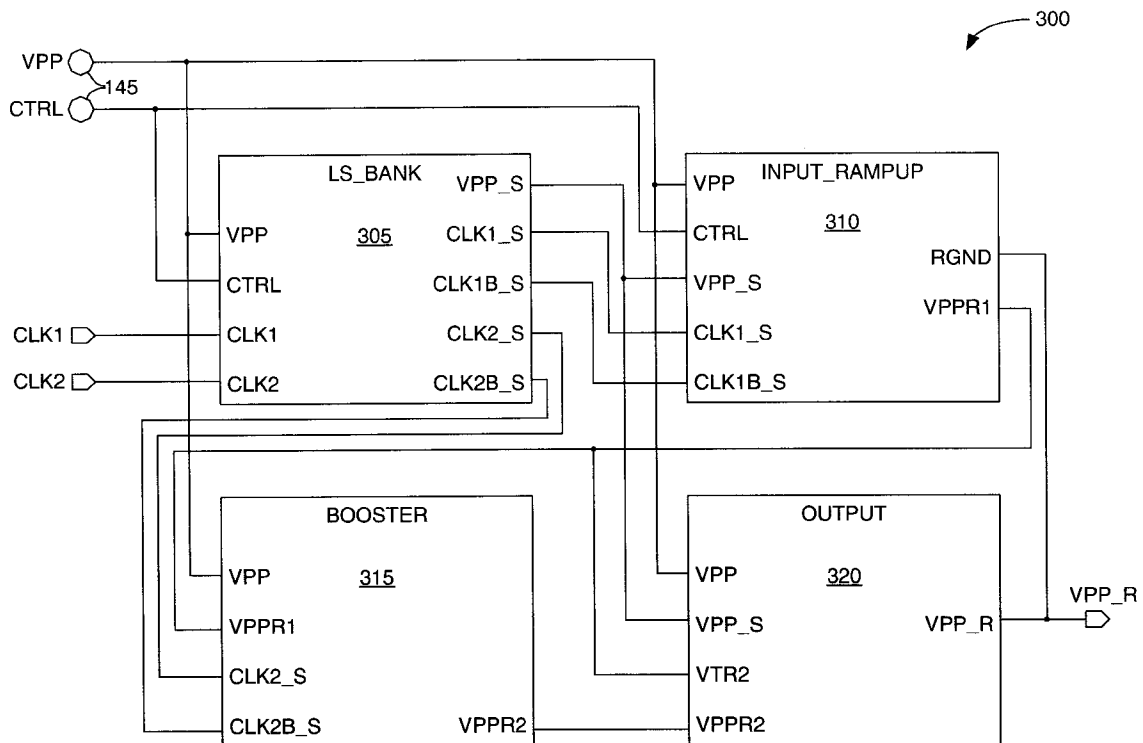 300
VPP
145
CTRL
LS_BANK
305
VPP
CTRL
CLK1
CLK2
VPP_S
CLK1_S
CLK1B_S
CLK2_S
CLK2B_S
CLK1
CLK2
INPUT_RAMPUP
310
VPP
CTRL
VPP_S
CLK1_S
CLK1B_S
RGND
VPPR1
BOOSTER
315
VPP
VPPR1
CLK2_S
CLK2B_S
VPPR2
OUTPUT
320
VPP
VPP_S
VTR2
VPPR2
VPP_R
VPP_R